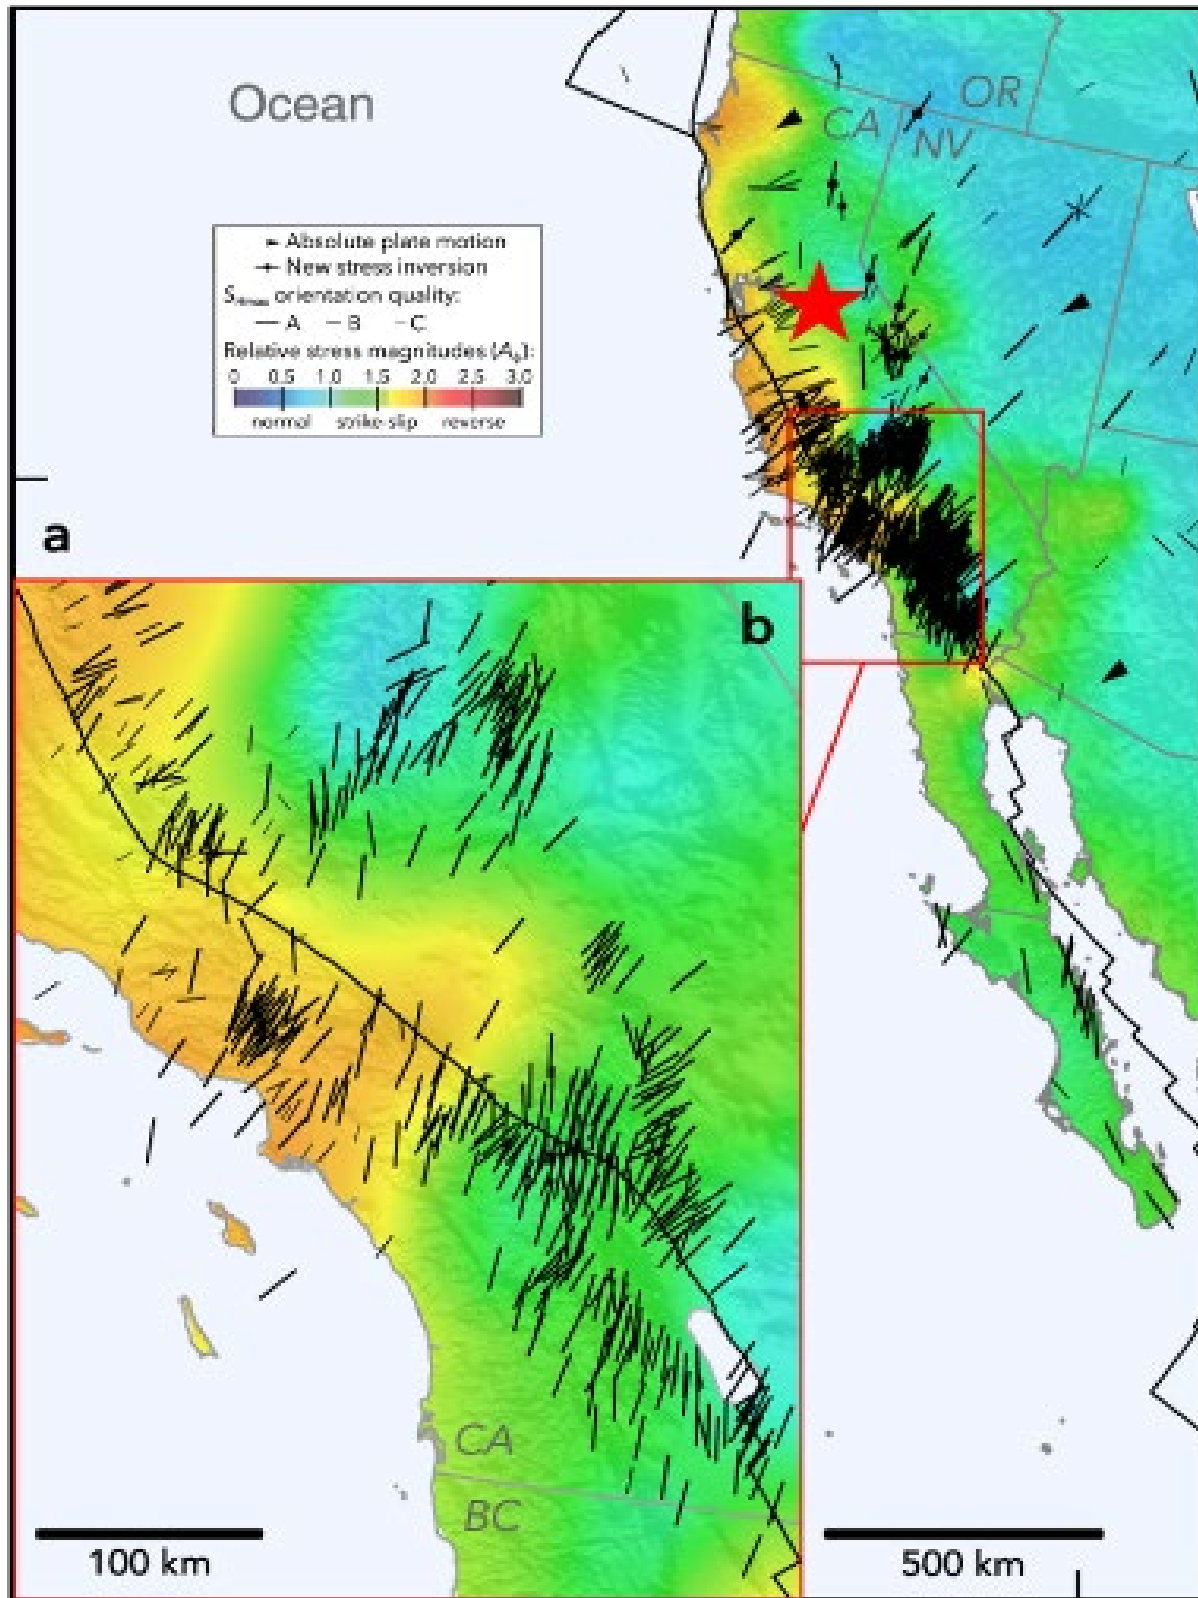 Ocean
OR
CA
NV
Absolute plate motion
New stress inversion
SHmax orientation quality:
A B C
Relative stress magnitudes (Aφ):
0 0.5 1.0 1.5 2.0 2.5 3.0
normal strike-slip reverse
a
b
CA
BC
100 km
500 km